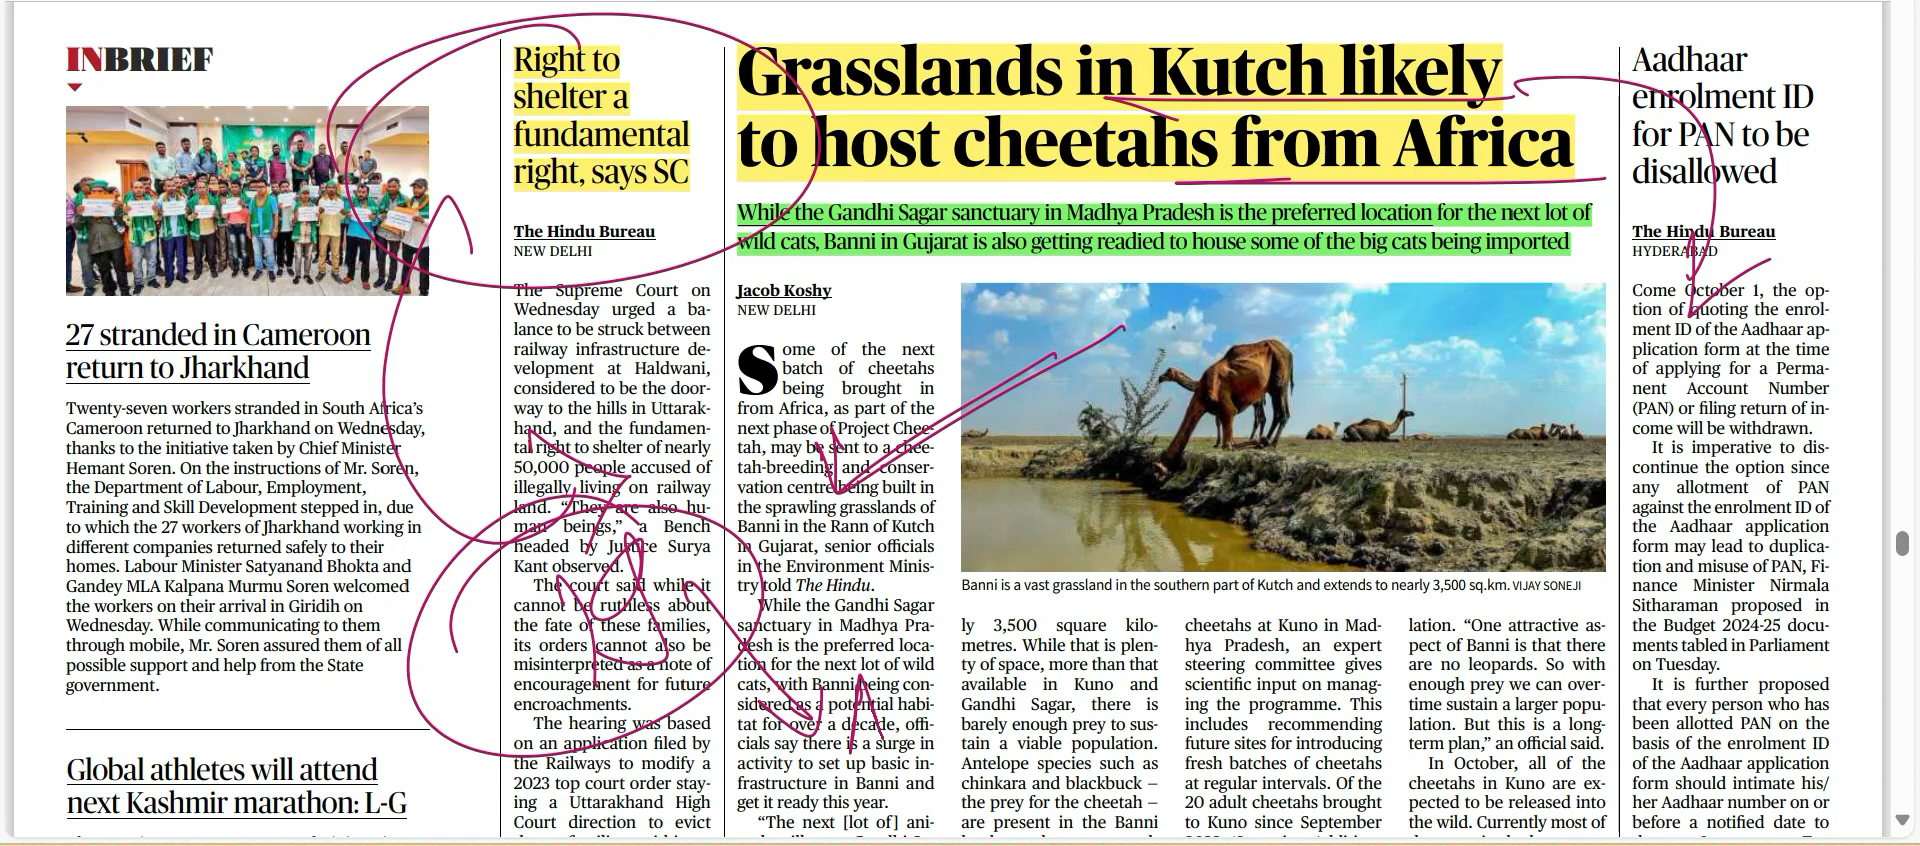 INBRIEF
27 stranded in Cameroon
return to Jharkhand
Twenty-seven workers stranded in South Africa's
Cameroon returned to Jharkhand on Wednesday,
thanks to the initiative taken by Chief Minister
Hemant Soren. On the instructions of Mr. Soren,
the Department of Labour, Employment,
Training and Skill Development stepped in, due
to which the 27 workers of Jharkhand working in
different companies returned safely to their
homes. Labour Minister Satyanand Bhokta and
Gandey MLA Kalpana Murmu Soren welcomed
the workers on their arrival in Giridih on
Wednesday. While communicating to them
through mobile, Mr. Soren assured them of all
possible support and help from the State
government.
Global athletes will attend
next Kashmir marathon: L-G
Right to
shelter a
fundamental
right, says SC
The Hindu Bureau
NEW DELHI
The Supreme Court on
Wednesday urged a ba-
lance to be struck between
railway infrastructure de-
velopment at Haldwani,
considered to be the door-
way to the hills in Uttarak-
hand, and the fundamen-
tal right to shelter of nearly
50,000 people accused of
illegally living on railway
land. “They are also hu-
man beings,” a Bench
headed by Justice Surya
Kant observed.
The court said while it
cannot be ruthless about
the fate of these families,
its orders cannot also be
misinterpreted as a note of
encouragement for future
encroachments.
The hearing was based
on an application filed by
the Railways to modify a
2023 top court order stay-
ing a Uttarakhand High
Court direction to evict
Grasslands in Kutch likely
to host cheetahs from Africa
While the Gandhi Sagar sanctuary in Madhya Pradesh is the preferred location for the next lot of
wild cats, Banni in Gujarat is also getting readied to house some of the big cats being imported
Jacob Koshy
NEW DELHI
Some of the next
batch of cheetahs
being brought in
from Africa, as part of the
next phase of Project Chee-
tah, may be sent to a chee-
tah-breeding and conser-
vation centre being built in
the sprawling grasslands of
Banni in the Rann of Kutch
in Gujarat, senior officials
in the Environment Minis-
try told The Hindu.
While the Gandhi Sagar
sanctuary in Madhya Pra-
desh is the preferred loca-
tion for the next lot of wild
cats, with Banni being con-
sidered as a potential habi-
tat for over a decade, offi-
cials say there is a surge in
activity to set up basic in-
frastructure in Banni and
get it ready this year.
“The next [lot of] ani-
Banni is a vast grassland in the southern part of Kutch and extends to nearly 3,500 sq.km. VIJAY SONEJI
ly 3,500 square kilo-
metres. While that is plen-
ty of space, more than that
available in Kuno and
Gandhi Sagar, there is
barely enough prey to sus-
tain a viable population.
Antelope species such as
chinkara and blackbuck –
the prey for the cheetah –
are present in the Banni
cheetahs at Kuno in Mad-
hya Pradesh, an expert
steering committee gives
scientific input on manag-
ing the programme. This
includes recommending
future sites for introducing
fresh batches of cheetahs
at regular intervals. Of the
20 adult cheetahs brought
to Kuno since September
lation. “One attractive as-
pect of Banni is that there
are no leopards. So with
enough prey we can over-
time sustain a larger popu-
lation. But this is a long-
term plan,” an official said.
In October, all of the
cheetahs in Kuno are ex-
pected to be released into
the wild. Currently most of
Aadhaar
enrolment ID
for PAN to be
disallowed
The Hindu Bureau
HYDERABAD
Come October 1, the op-
tion of quoting the enrol-
ment ID of the Aadhaar ap-
plication form at the time
of applying for a Perma-
nent Account Number
(PAN) or filing return of in-
come will be withdrawn.
It is imperative to dis-
continue the option since
any allotment of PAN
against the enrolment ID of
the Aadhaar application
form may lead to duplica-
tion and misuse of PAN, Fi-
nance Minister Nirmala
Sitharaman proposed in
the Budget 2024-25 docu-
ments tabled in Parliament
on Tuesday.
It is further proposed
that every person who has
been allotted PAN on the
basis of the enrolment ID
of the Aadhaar application
form should intimate his/
her Aadhaar number on or
before a notified date to